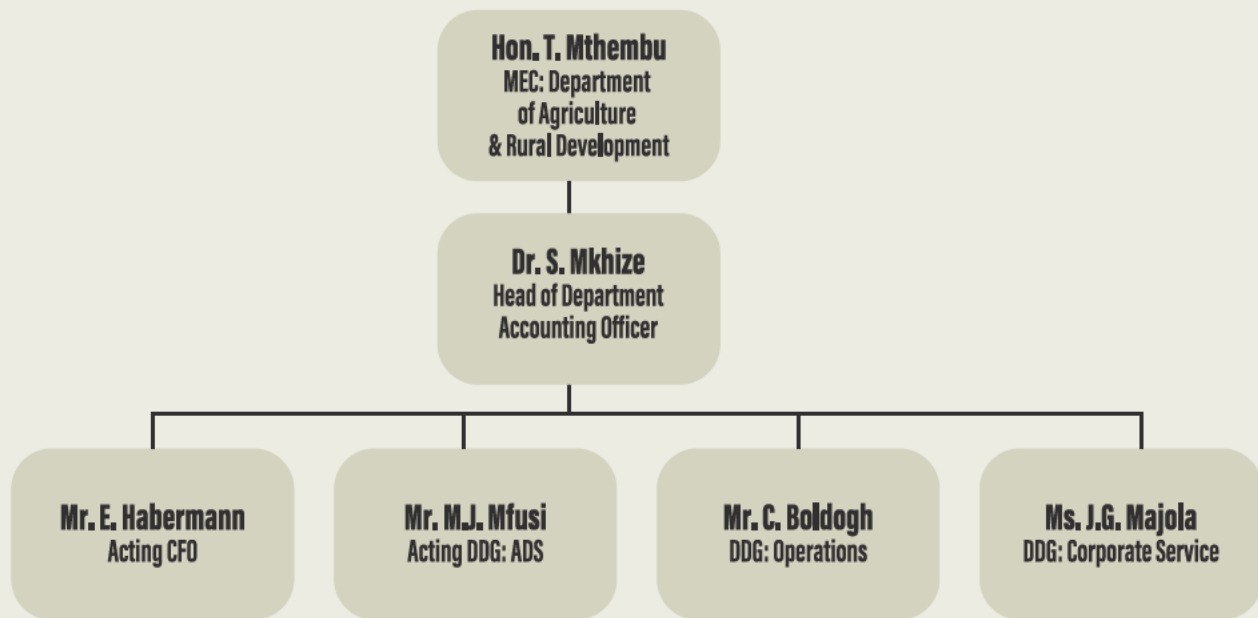 Hon. T. Mthembu
MEC: Department
of Agriculture
& Rural Development
Dr. S. Mkhize
Head of Department
Accounting Officer
Mr. E. Habermann
Acting CFO
Mr. M.J. Mfusi
Acting DDG: ADS
Mr. C. Boldogh
DDG: Operations
Ms. J.G. Majola
DDG: Corporate Service